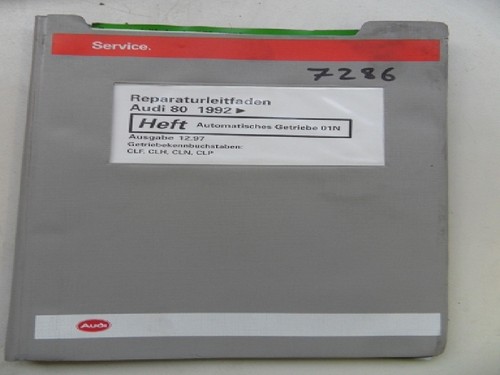 Service.
7286
Reparaturleitfaden
Audi 80 1992 ►
Heft Automatisches Getriebe 01N
Ausgabe 12.97
Getriebekennbuchstaben:
CLF, CLH, CLN, CLP
Audi